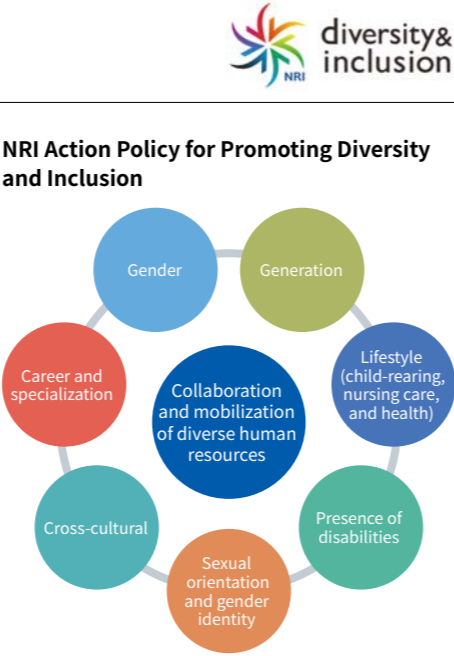 NRI
diversity&
inclusion
NRI Action Policy for Promoting Diversity
and Inclusion
Gender
Generation
Career and
specialization
Collaboration
and mobilization
of diverse human
resources
Lifestyle
(child-rearing,
nursing care,
and health)
Cross-cultural
Presence of
disabilities
Sexual
orientation
and gender
identity